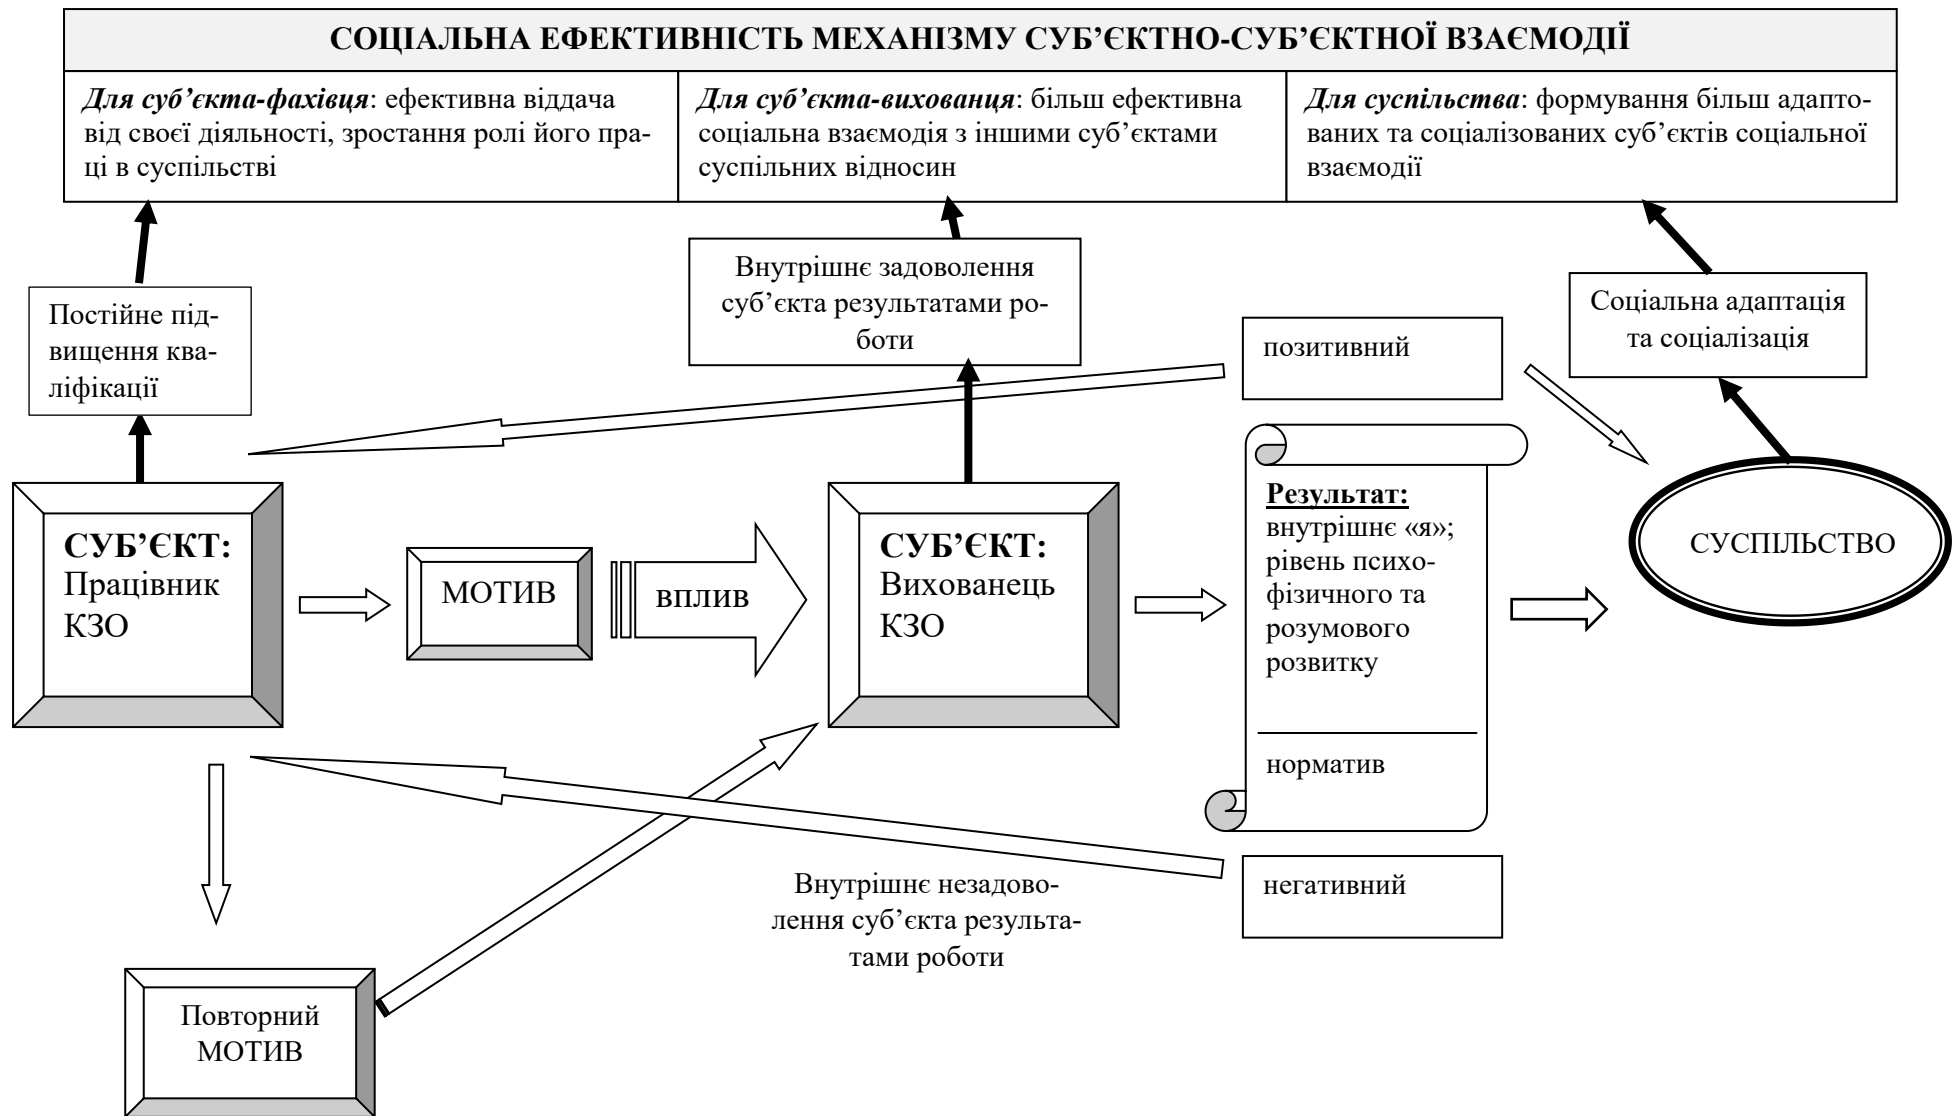 СОЦІАЛЬНА ЕФЕКТИВНІСТЬ МЕХАНІЗМУ СУБ’ЄКТНО-СУБ’ЄКТНОЇ ВЗАЄМОДІЇ
Для суб’єкта-фахівця: ефективна віддача
від своєї діяльності, зростання ролі його пра-
ці в суспільстві
Для суб’єкта-вихованця: більш ефективна
соціальна взаємодія з іншими суб’єктами
суспільних відносин
Для суспільства: формування більш адапто-
ваних та соціалізованих суб’єктів соціальної
взаємодії
Постійне під-
вищення ква-
ліфікації
Внутрішнє задоволення
суб’єкта результатами ро-
боти
позитивний
Соціальна адаптація
та соціалізація
СУБ’ЄКТ:
Працівник
КЗО
МОТИВ
ВПЛИВ
СУБ’ЄКТ:
Вихованець
КЗО
Результат:
внутрішнє «я»;
рівень психо-
фізичного та
розумового
розвитку
норматив
СУСПІЛЬСТВО
негативний
Внутрішнє незадово-
лення суб’єкта результа-
тами роботи
Повторний
МОТИВ